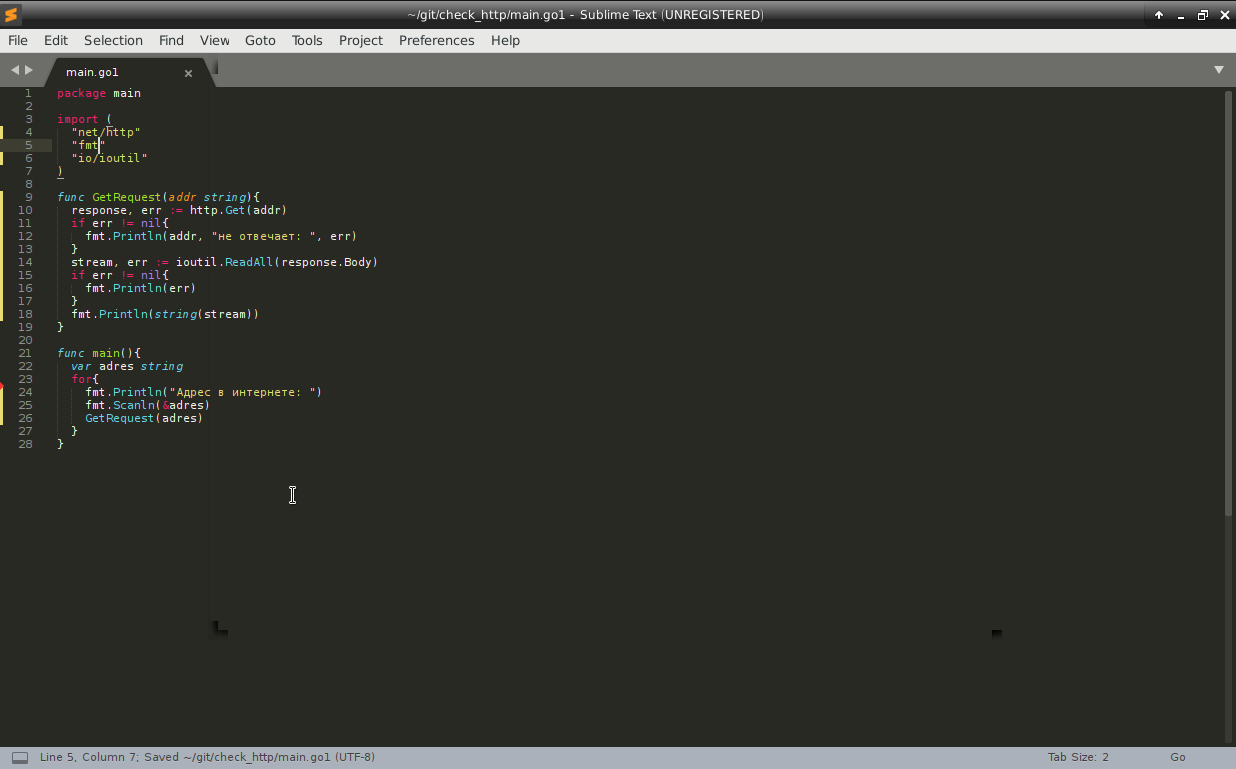 ~/git/check_http/main.go1 - Sublime Text (UNREGISTERED)
File Edit Selection Find View Goto Tools Project Preferences Help
main.go1
1 package main
2
3 import (
4 "net/http"
5 "fmt"
6 "io/ioutil"
7 )
8
9 func GetRequest(addr string){
10 response, err := http.Get(addr)
11 if err != nil{
12 fmt.Println(addr, "не отвечает: ", err)
13 }
14 stream, err := ioutil.ReadAll(response.Body)
15 if err != nil{
16 fmt.Println(err)
17 }
18 fmt.Println(string(stream))
19 }
20
21 func main(){
22 var adres string
23 for{
24 fmt.Println("Адрес в интернете: ")
25 fmt.Scanln(&adres)
26 GetRequest(adres)
27 }
28 }
Line 5, Column 7; Saved ~/git/check_http/main.go1 (UTF-8) Tab Size: 2 Go